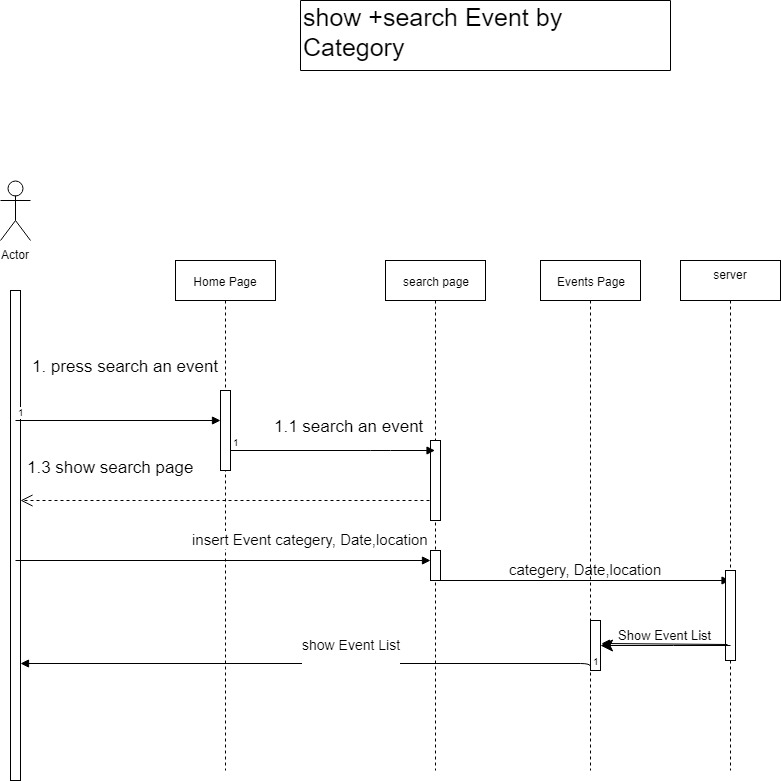 show +search Event by
Category
Actor
Home Page
search page
Events Page
server
1. press search an event
1
1.1 search an event
1
1.3 show search page
insert Event categery, Date,location
categery, Date,location
Show Event List
show Event List
1